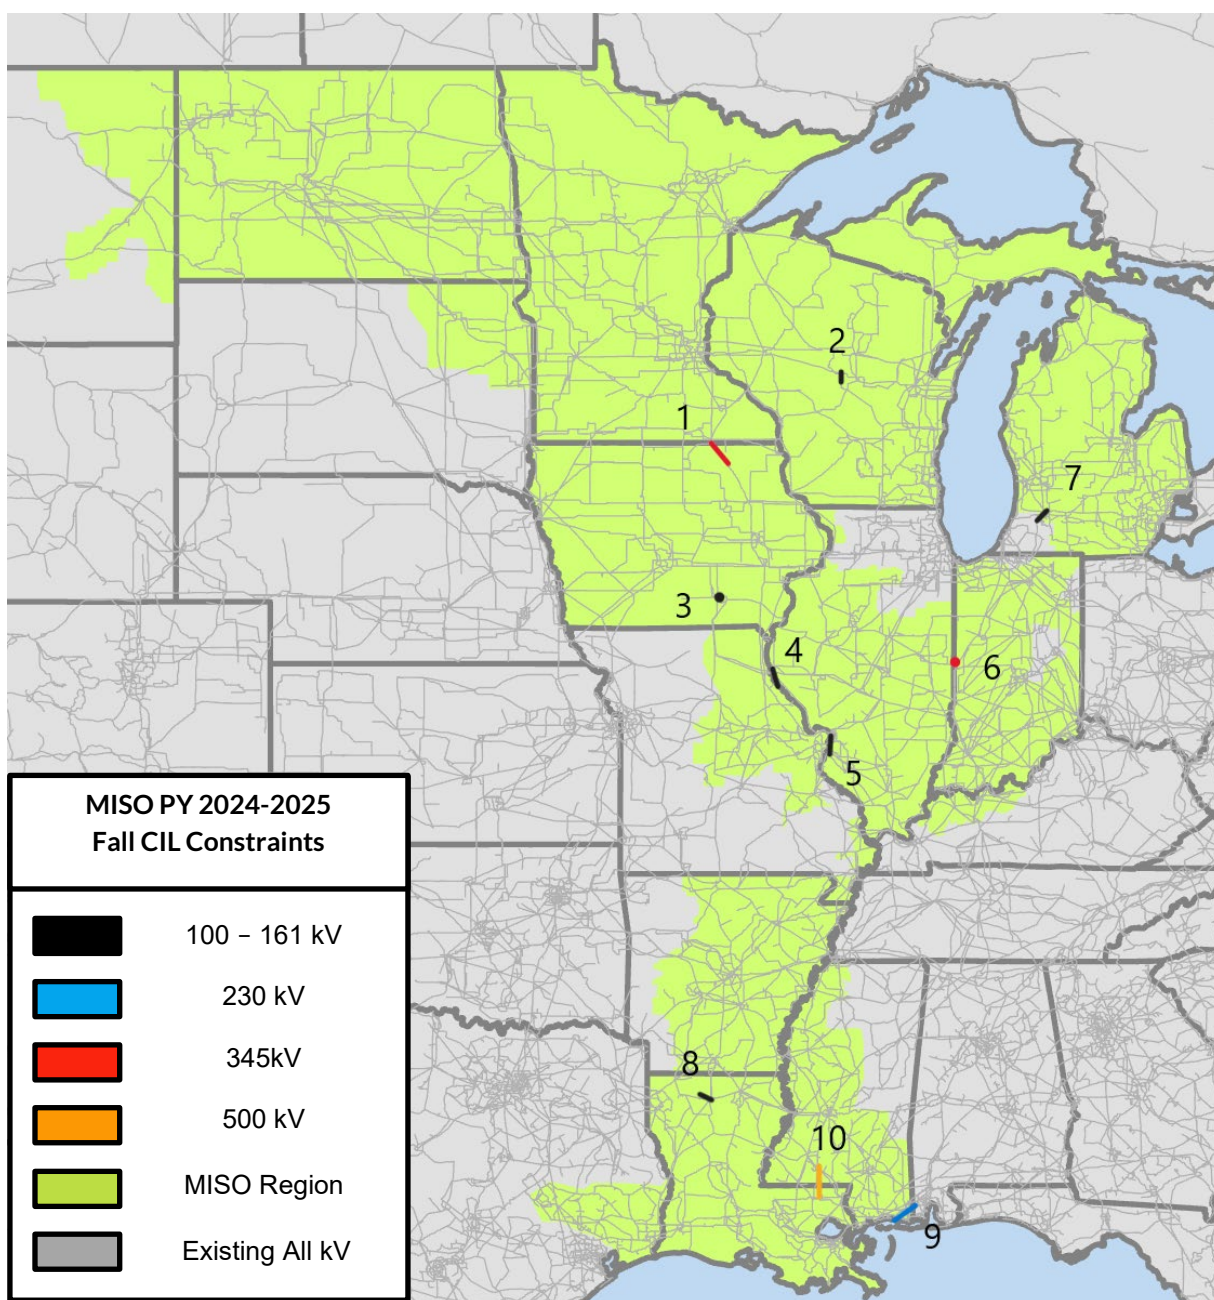 2
1
7
3
4
6
5
MISO PY 2024-2025
Fall CIL Constraints
100 – 161 kV
230 kV
345kV
500 kV
MISO Region
Existing All kV
8
10
9